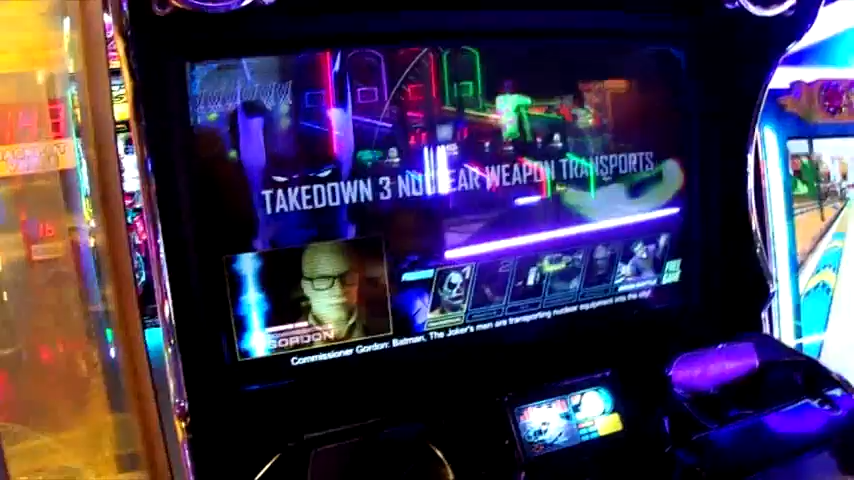 TAKEDOWN 3 NUCLEAR WEAPON TRANSPORTS
GORDON
Commissioner Gordon: Batman, The Joker's men are transporting nuclear equipment into the city!